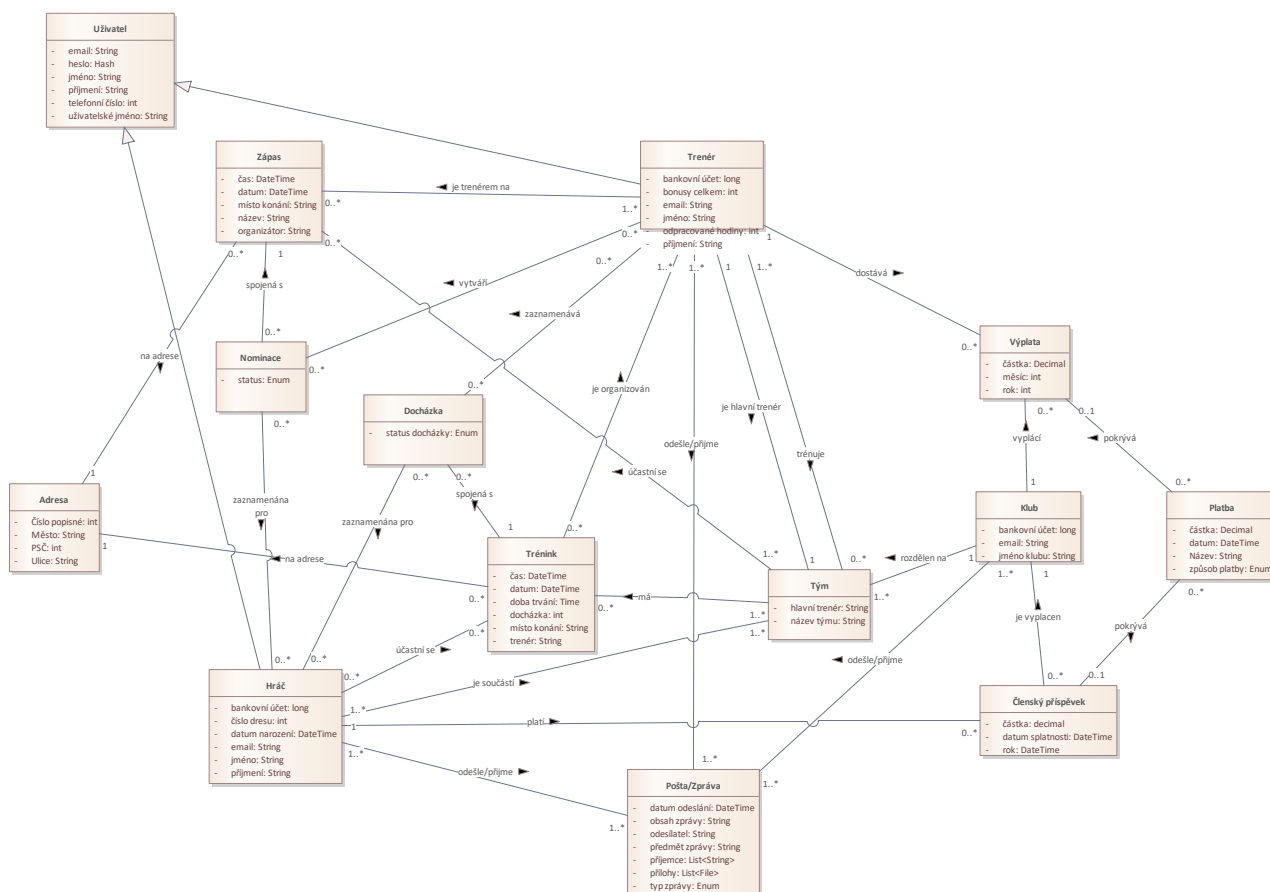 Uživatel
- email: String
- heslo: Hash
- jméno: String
- příjmení: String
- telefonní číslo: int
- uživatelské jméno: String
Zápas
- čas: DateTime
- datum: DateTime
- místo konání: String
- název: String
- organizátor: String
Trenér
- bankovní účet: long
- bonusy celkem: int
- email: String
- jméno: String
- odpracované hodiny: int
- příjmení: String
je trenérem na
0..*
1..*
0..*
0..*
1
0..*
0..*
1..*
1..*
1
1..*
1
dostává
spojená s
vytváří
zaznamenává
0..*
na adrese
Nominace
- status: Enum
0..*
0..*
Výplata
- částka: Decimal
- měsíc: int
- rok: int
0..*
je organizován
0..*
Docházka
- status docházky: Enum
je hlavní trenér
0..*
0..1
0..*
vyplácí
pokrývá
odešle/přijme
trénuje
účastní se
0..*
0..*
spojená s
1
0..*
1
Adresa
- Číslo popisné: int
- Město: String
- PSČ: int
- Ulice: String
1
zaznamenána
pro
zaznamenána pro
1
0..*
Klub
- bankovní účet: long
- email: String
- jméno klubu: String
Platba
- částka: Decimal
- datum: DateTime
- Název: String
- způsob platby: Enum
na adrese
Trénink
- čas: DateTime
- datum: DateTime
- doba trvání: Time
- docházka: int
- místo konání: String
- trenér: String
0..*
0..*
0..*
má
1..*
1
0..*
Tým
- hlavní trenér: String
- název týmu: String
1..*
1..*
rozdělen na
1
1..*
1..*
1
0..*
je vyplacen
pokrývá
účastní se
0..*
0..*
0..*
odešle/přijme
Hráč
- bankovní účet: long
- číslo dresu: int
- datum narození: DateTime
- email: String
- jméno: String
- příjmení: String
je součástí
1..*
1
platí
1..*
0..*
0..1
0..*
Členský příspěvek
- částka: decimal
- datum splatnosti: DateTime
- rok: DateTime
odešle/přijme
1..*
1..*
1..*
Pošta/Zpráva
- datum odeslání: DateTime
- obsah zprávy: String
- odesílatel: String
- předmět zprávy: String
- příjemce: List<String>
- přílohy: List<File>
- typ zprávy: Enum